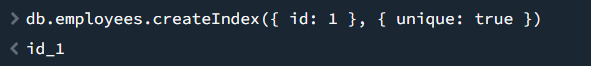 > db.employees.createIndex({ id: 1 }, { unique: true })
< id_1